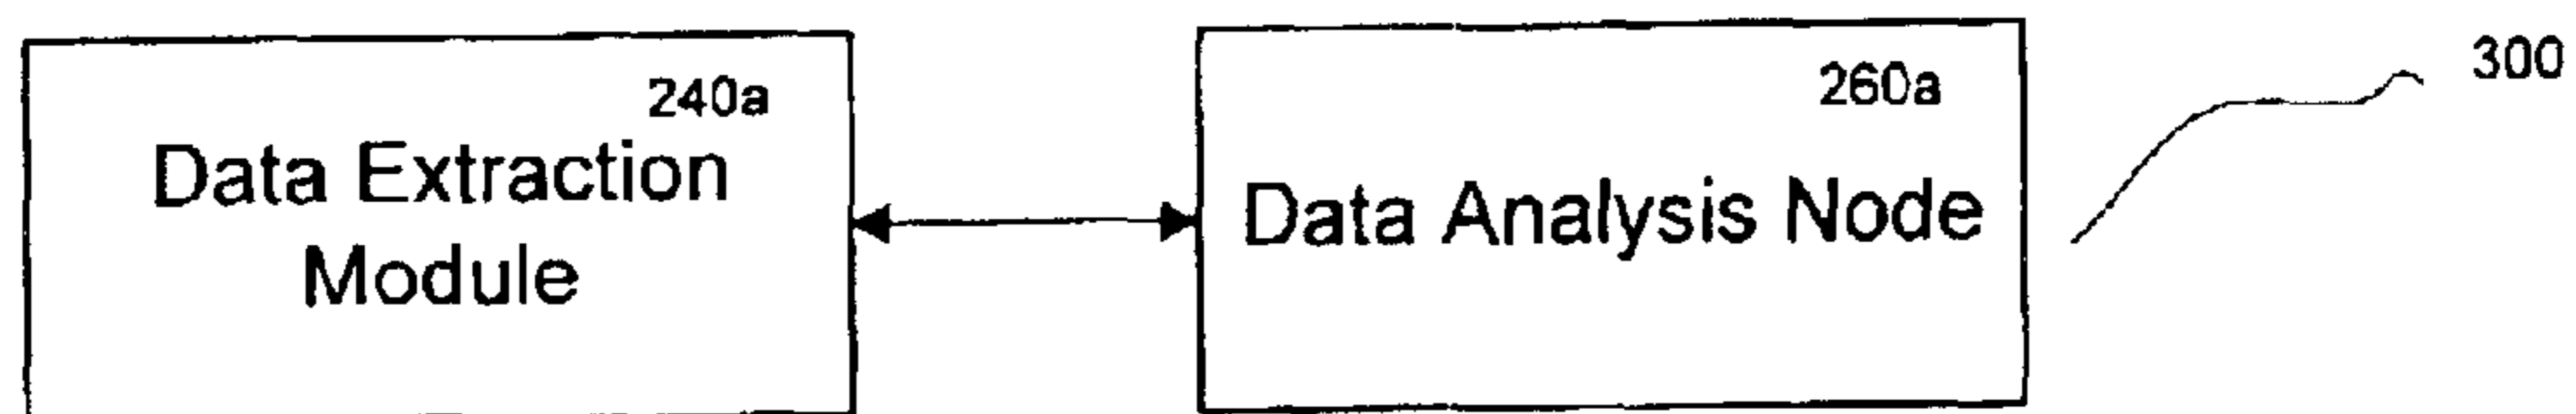 240a
Data Extraction
Module
260a
Data Analysis Node
300